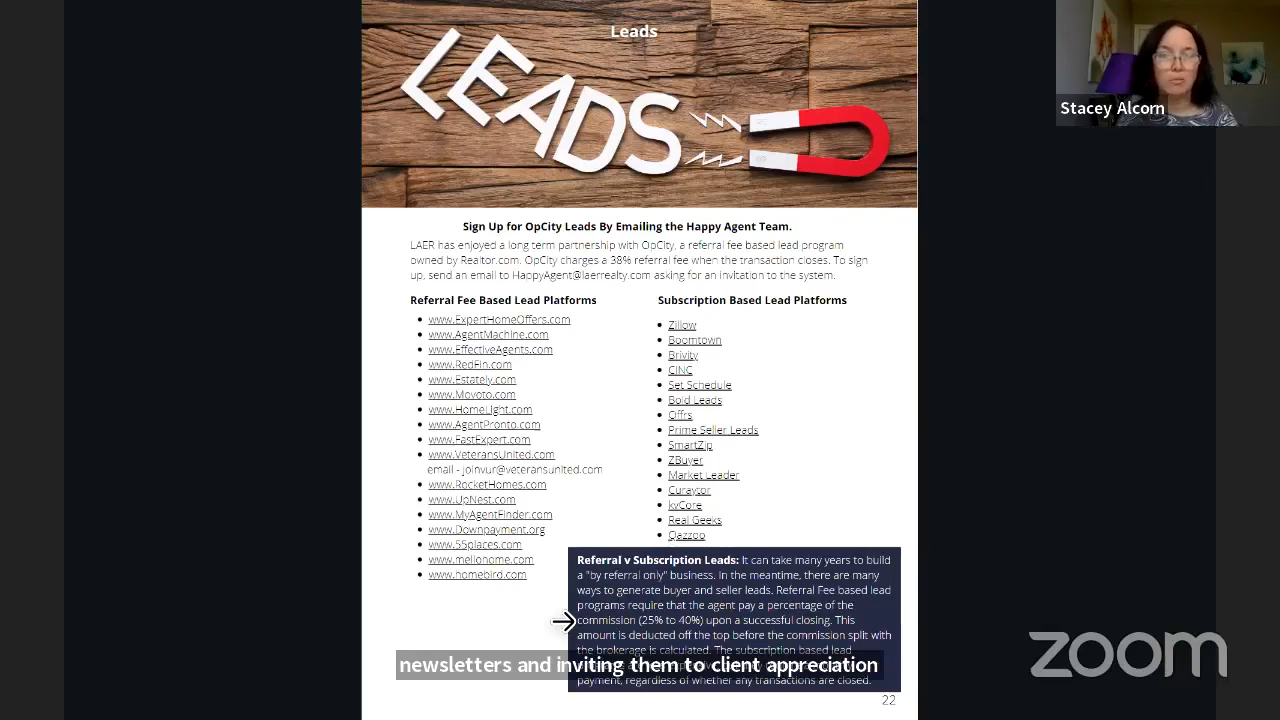 Leads
LEADS
Stacey Alcorn
Sign Up for OpCity Leads By Emailing the Happy Agent Team.
LAER has enjoyed a long term partnership with OpCity, a referral fee based lead program
owned by Realtor.com. OpCity charges a 38% referral fee when the transaction closes. To sign
up, send an email to HappyAgent@laerrealty.com asking for an invitation to the system.
Referral Fee Based Lead Platforms
www.ExpertHomeOffers.com
www.AgentMachine.com
www.EffectiveAgents.com
www.RedFin.com
www.Estately.com
www.Movoto.com
www.HomeLight.com
www.AgentPronto.com
www.FastExpert.com
www.VeteransUnited.com
email - joinvur@veteransunited.com
www.RocketHomes.com
www.UpNest.com
www.MyAgentFinder.com
www.Downpayment.org
www.55places.com
www.mellohome.com
www.homebird.com
Subscription Based Lead Platforms
Zillow
Boomtown
Brivity
CINC
Set Schedule
Bold Leads
Offrs
Prime Seller Leads
SmartZip
ZBuyer
Market Leader
Curaytor
kvCore
Real Geeks
Qazzoo
Referral v Subscription Leads: It can take many years to build
a "by referral only" business. In the meantime, there are many
ways to generate buyer and seller leads. Referral Fee based lead
programs require that the agent pay a percentage of the
commission (25% to 40%) upon a successful closing. This
amount is deducted off the top before the commission split with
the brokerage is calculated. The subscription based lead
payment, regardless of whether any transactions are closed.
newsletters and inviting them to client appreciation
zoom
22